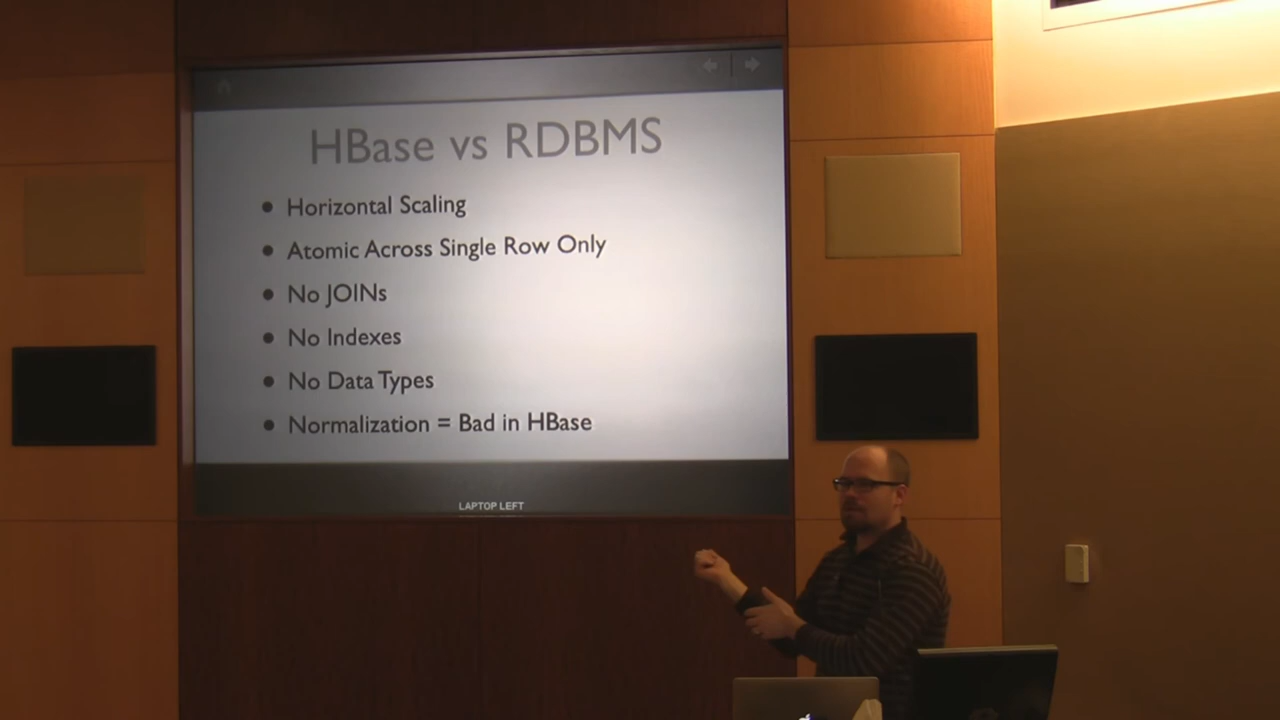 HBase vs RDBMS
• Horizontal Scaling
• Atomic Across Single Row Only
• No JOINs
• No Indexes
• No Data Types
• Normalization = Bad in HBase
LAPTOP LEFT